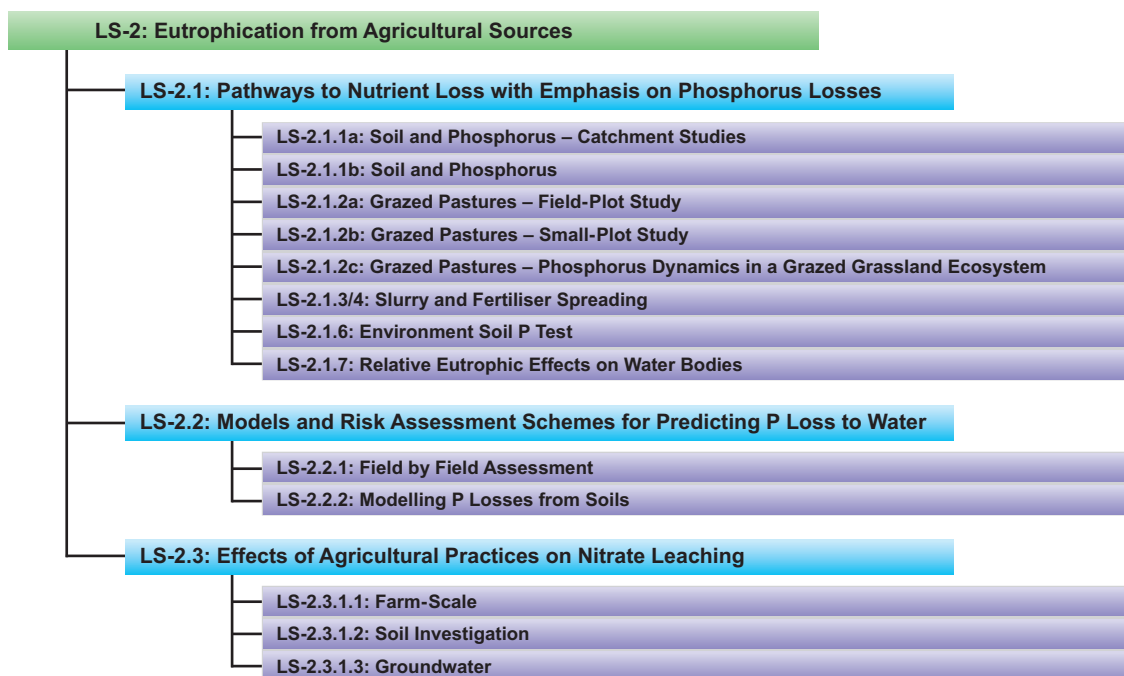 LS-2: Eutrophication from Agricultural Sources
LS-2.1: Pathways to Nutrient Loss with Emphasis on Phosphorus Losses
LS-2.1.1a: Soil and Phosphorus – Catchment Studies
LS-2.1.1b: Soil and Phosphorus
LS-2.1.2a: Grazed Pastures – Field-Plot Study
LS-2.1.2b: Grazed Pastures – Small-Plot Study
LS-2.1.2c: Grazed Pastures – Phosphorus Dynamics in a Grazed Grassland Ecosystem
LS-2.1.3/4: Slurry and Fertiliser Spreading
LS-2.1.6: Environment Soil P Test
LS-2.1.7: Relative Eutrophic Effects on Water Bodies
LS-2.2: Models and Risk Assessment Schemes for Predicting P Loss to Water
LS-2.2.1: Field by Field Assessment
LS-2.2.2: Modelling P Losses from Soils
LS-2.3: Effects of Agricultural Practices on Nitrate Leaching
LS-2.3.1.1: Farm-Scale
LS-2.3.1.2: Soil Investigation
LS-2.3.1.3: Groundwater